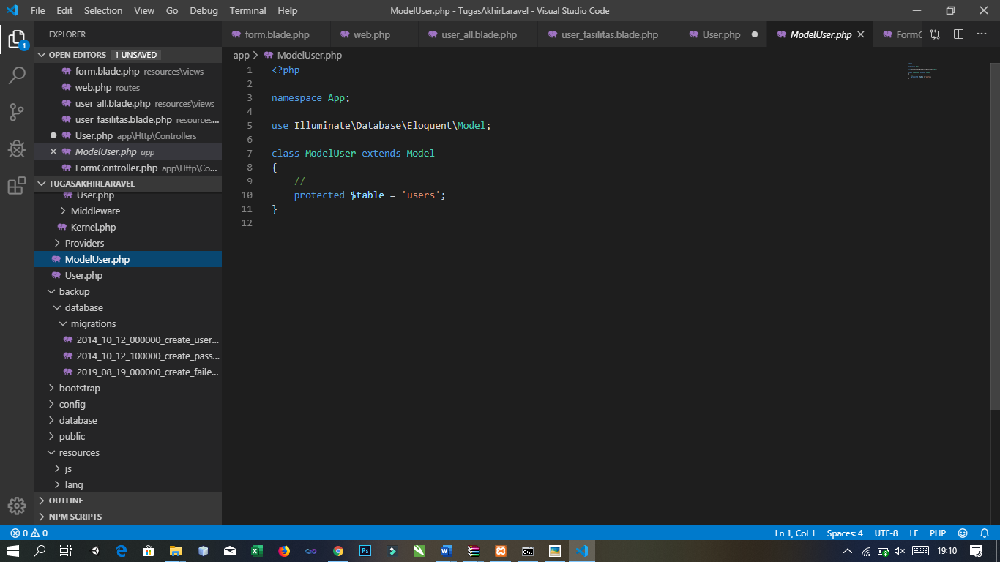 File Edit Selection View Go Debug Terminal Help ModelUser.php - TugasAkhirLaravel - Visual Studio Code
EXPLORER
form.blade.php web.php user_all.blade.php user_fasilitas.blade.php User.php ModelUser.php FormC
OPEN EDITORS 1 UNSAVED
form.blade.php resources\views
web.php routes
user_all.blade.php resources\views
user_fasilitas.blade.php resources...
User.php app\Http\Controllers
ModelUser.php app
FormController.php app\Http\Co...
TUGASAKHIRLARAVEL
User.php
Middleware
Kernel.php
Providers
ModelUser.php
User.php
backup
database
migrations
2014_10_12_000000_create_user...
2014_10_12_100000_create_pass...
2019_08_19_000000_create_faile...
bootstrap
config
database
public
resources
js
lang
OUTLINE
NPM SCRIPTS
app > ModelUser.php
1 <?php
2
3 namespace App;
4
5 use Illuminate\Database\Eloquent\Model;
6
7 class ModelUser extends Model
8 {
9 //
10 protected $table = 'users';
11 }
12
0 0 Ln 1, Col 1 Spaces: 4 UTF-8 LF PHP
19:10